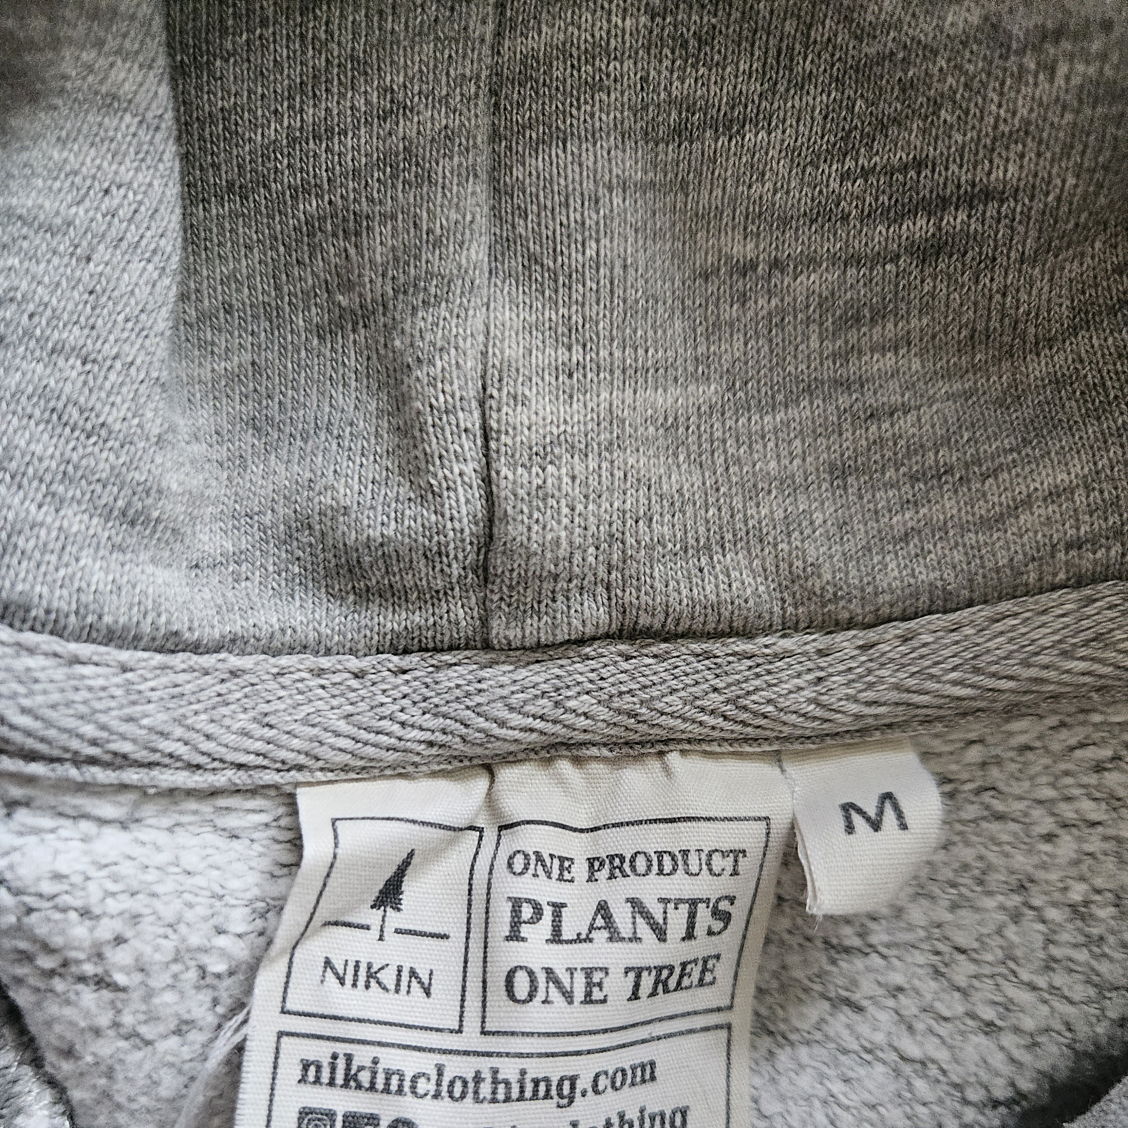 M
NIKIN
ONE PRODUCT
PLANTS
ONE TREE
nikinclothing.com